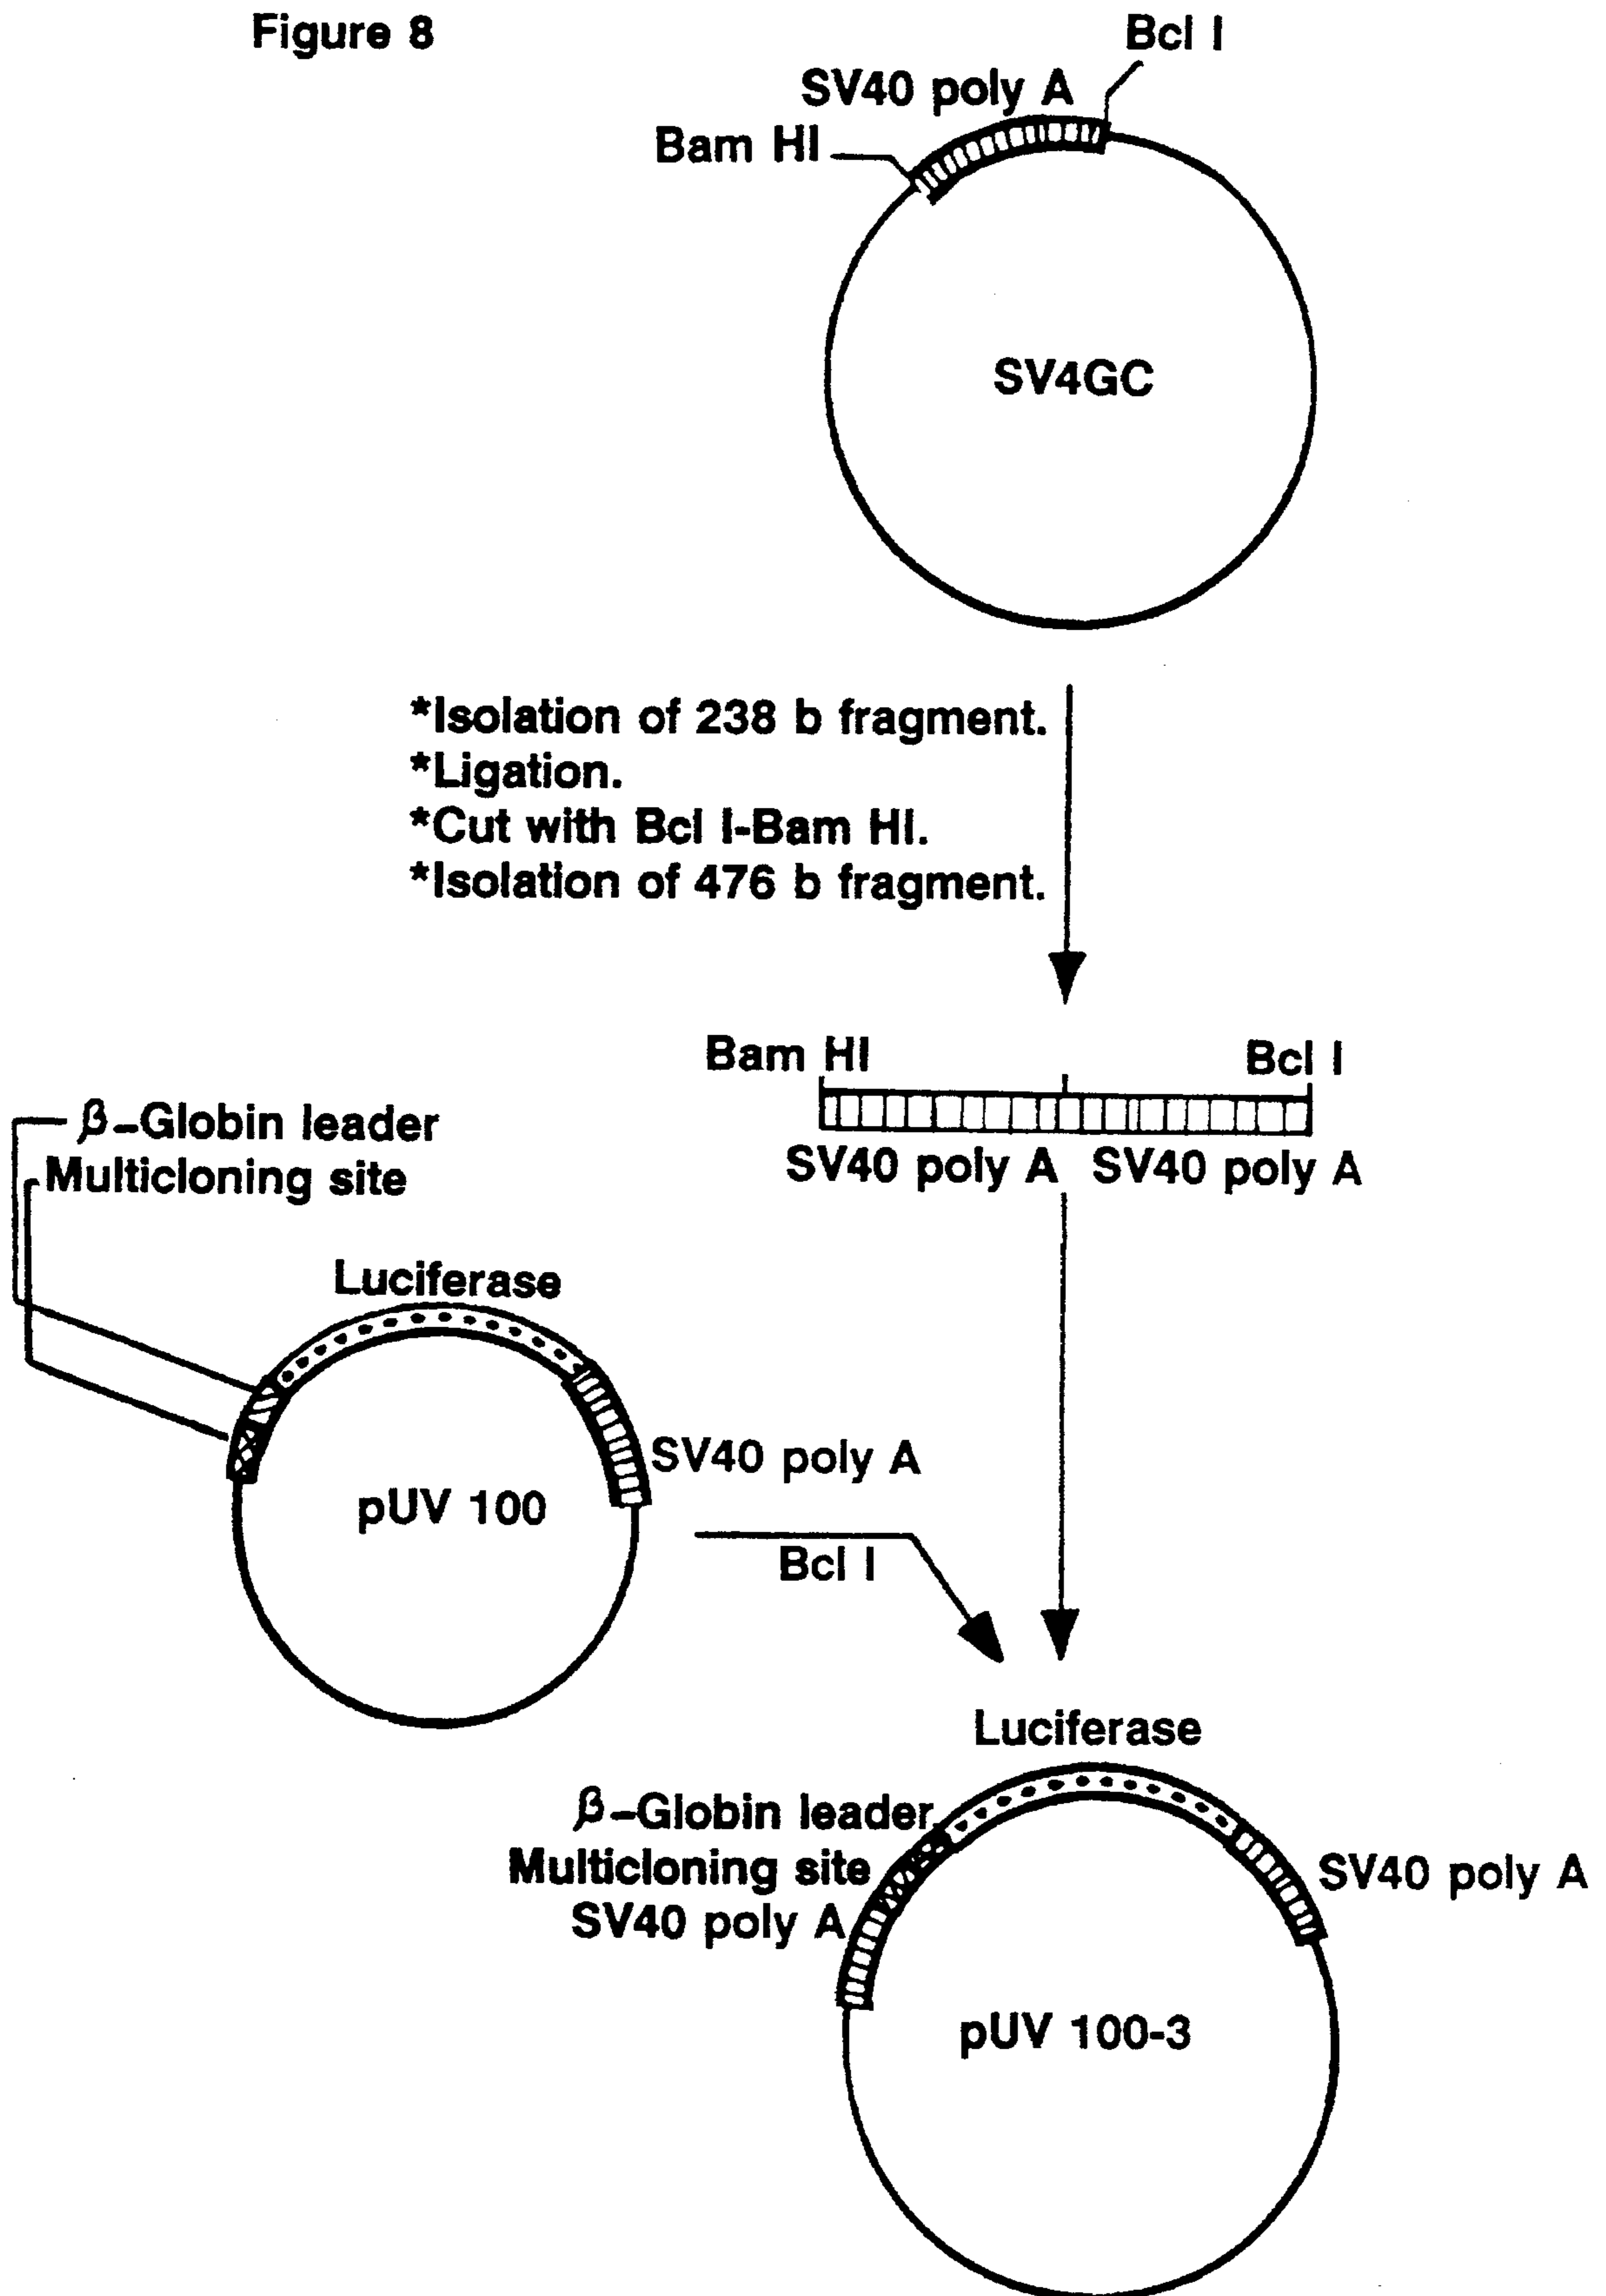 Figure 8
Bcl I
SV40 poly A
Bam HI
SV4GC
*Isolation of 238 b fragment.
*Ligation.
*Cut with Bcl I-Bam HI.
*Isolation of 476 b fragment.
Bam HI
Bcl I
SV40 poly A SV40 poly A
β-Globin leader
Multicloning site
Luciferase
SV40 poly A
pUV 100
Bcl I
Luciferase
β-Globin leader
Multicloning site
SV40 poly A
SV40 poly A
pUV 100-3